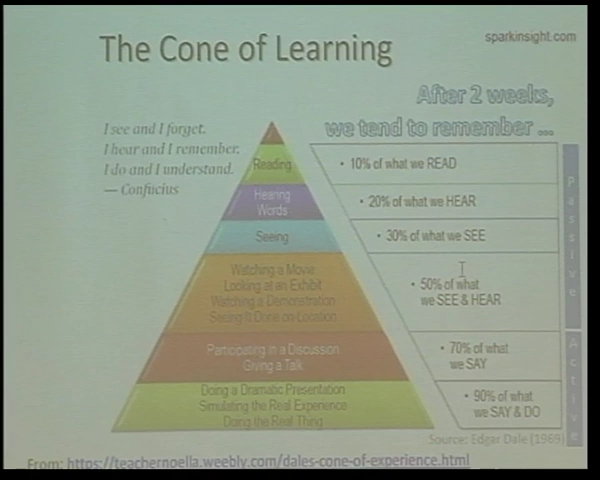 The Cone of Learning
sparkinsight.com
After 2 weeks,
we tend to remember ...
I see and I forget.
I hear and I remember.
I do and I understand.
— Confucius
Reading
• 10% of what we READ
Hearing
Words
• 20% of what we HEAR
Seeing
• 30% of what we SEE
Watching a Movie
Looking at an Exhibit
Watching a Demonstration
Seeing It Done on Location
• 50% of what
we SEE & HEAR
Passive
Participating in a Discussion
Giving a Talk
• 70% of what
we SAY
Doing a Dramatic Presentation
Simulating the Real Experience
Doing the Real Thing
• 90% of what
we SAY & DO
Active
Source: Edgar Dale (1969)
From: https://teachernoella.weebly.com/dales-cone-of-experience.html